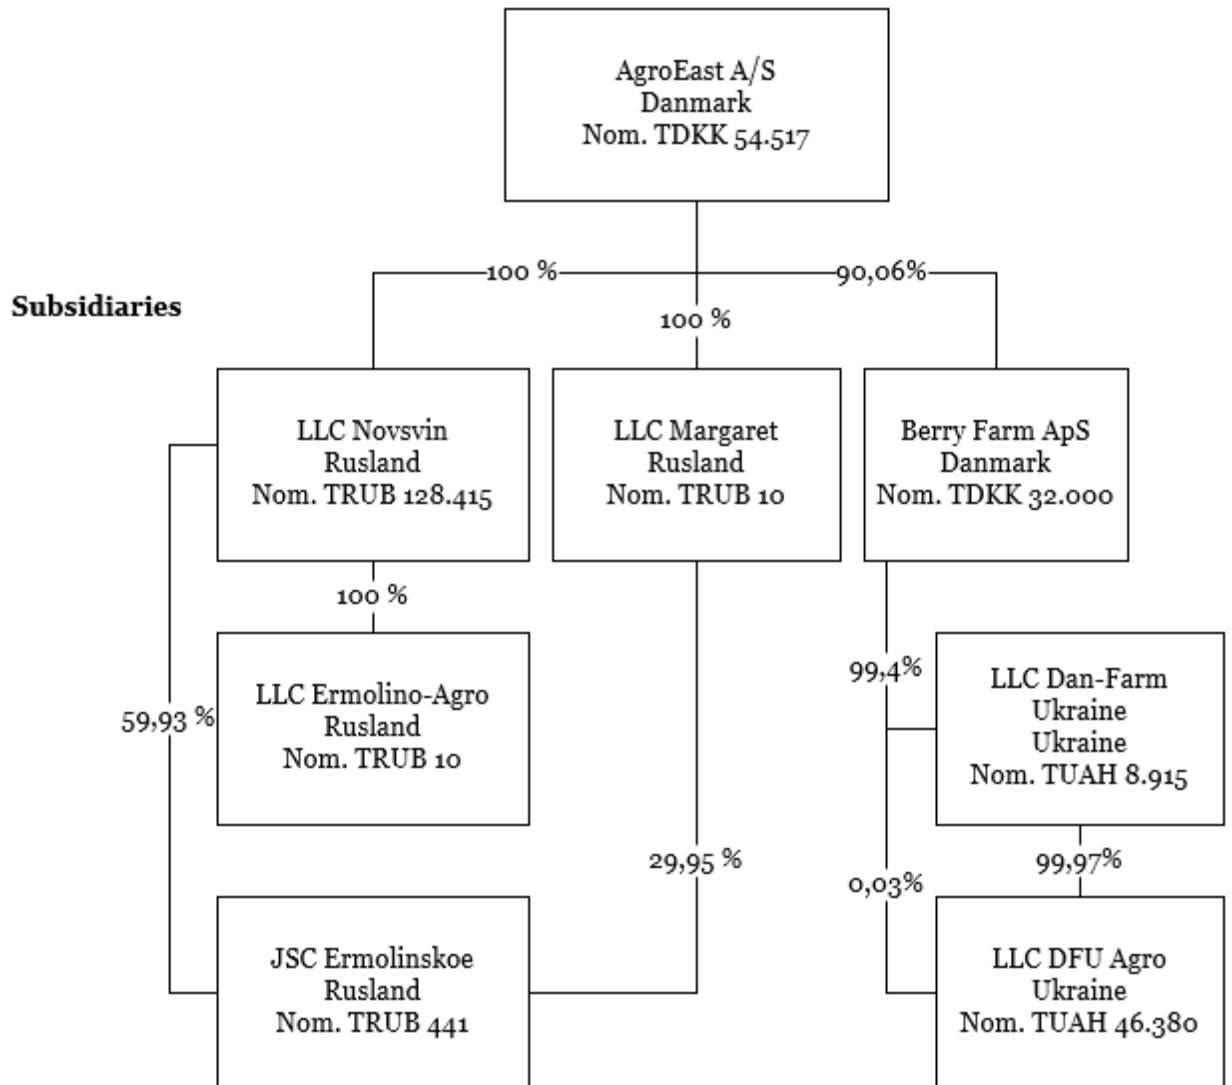 AgroEast A/S
Danmark
Nom. TDKK 54.517
100 %
90,06%
Subsidiaries
100 %
LLC Novsvin
Rusland
Nom. TRUB 128.415
LLC Margaret
Rusland
Nom. TRUB 10
Berry Farm ApS
Danmark
Nom. TDKK 32.000
100 %
59,93 %
LLC Ermolino-Agro
Rusland
Nom. TRUB 10
99,4%
LLC Dan-Farm
Ukraine
Ukraine
Nom. TUAH 8.915
29,95 %
0,03%
99,97%
JSC Ermolinskoe
Rusland
Nom. TRUB 441
LLC DFU Agro
Ukraine
Nom. TUAH 46.380